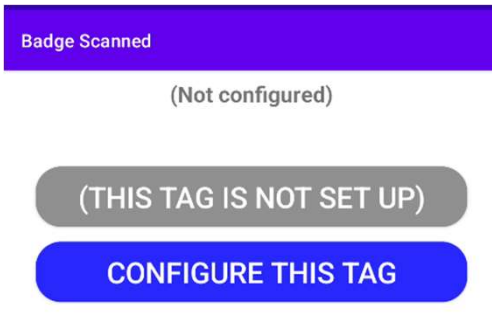 Badge Scanned
(Not configured)
(THIS TAG IS NOT SET UP)
CONFIGURE THIS TAG